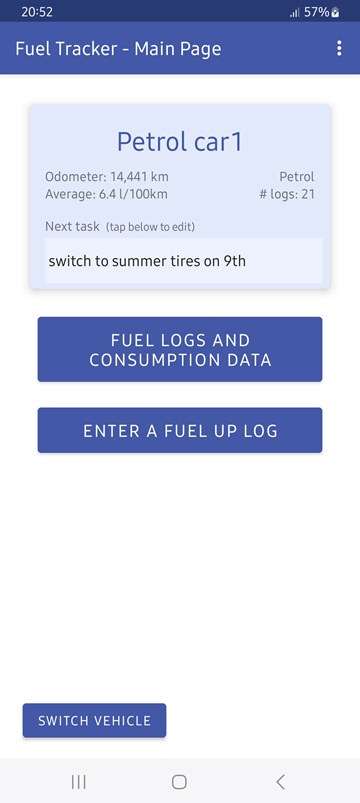 20:52
57%
Fuel Tracker - Main Page
Petrol car1
Odometer: 14,441 km
Petrol
Average: 6.4 l/100km
# logs: 21
Next task (tap below to edit)
switch to summer tires on 9th
FUEL LOGS AND
CONSUMPTION DATA
ENTER A FUEL UP LOG
SWITCH VEHICLE